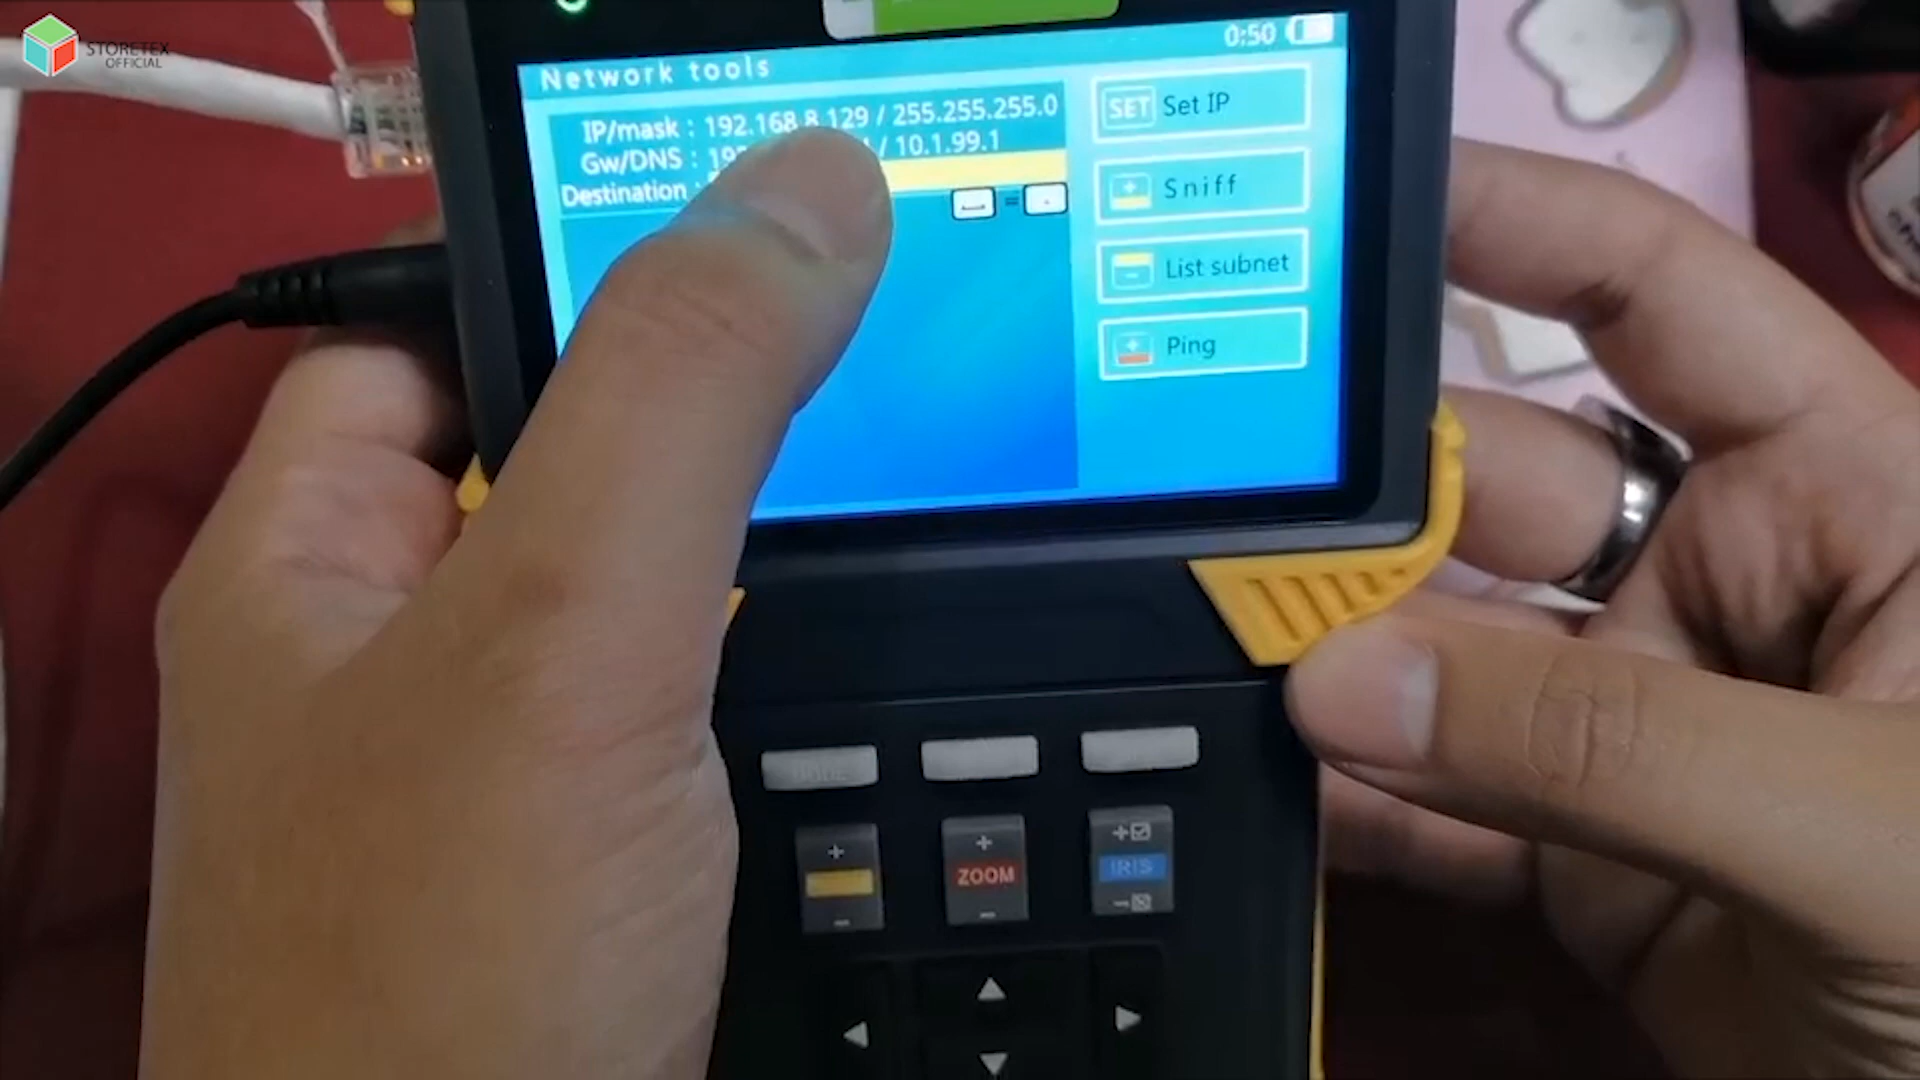 STORETEX
OFFICIAL
0:50
Network tools
IP/mask : 192.168.8.129 / 255.255.255.0
Gw/DNS : 192 / 10.1.99.1
Destination :
=
SET Set IP
Sniff
List subnet
Ping
+
−
+
ZOOM
−
+
IRIS
−